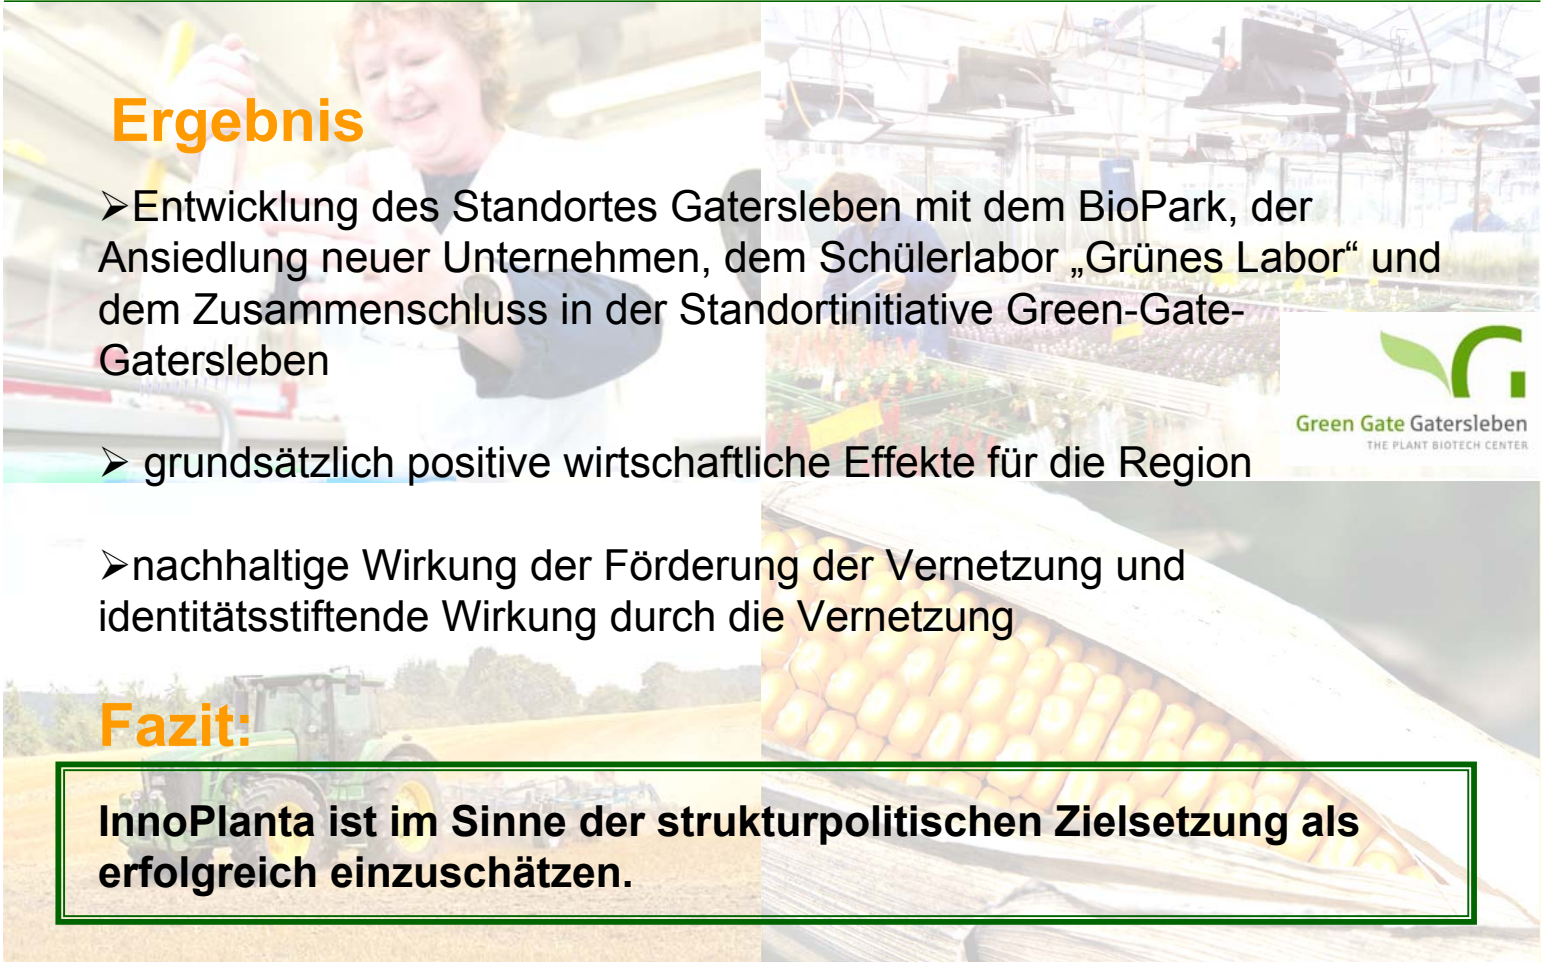 Ergebnis
➢Entwicklung des Standortes Gatersleben mit dem BioPark, der
Ansiedlung neuer Unternehmen, dem Schülerlabor „Grünes Labor“ und
dem Zusammenschluss in der Standortinitiative Green-Gate-
Gatersleben
Green Gate Gatersleben
THE PLANT BIOTECH CENTER
➢ grundsätzlich positive wirtschaftliche Effekte für die Region
➢nachhaltige Wirkung der Förderung der Vernetzung und
identitätsstiftende Wirkung durch die Vernetzung
Fazit:
InnoPlanta ist im Sinne der strukturpolitischen Zielsetzung als
erfolgreich einzuschätzen.